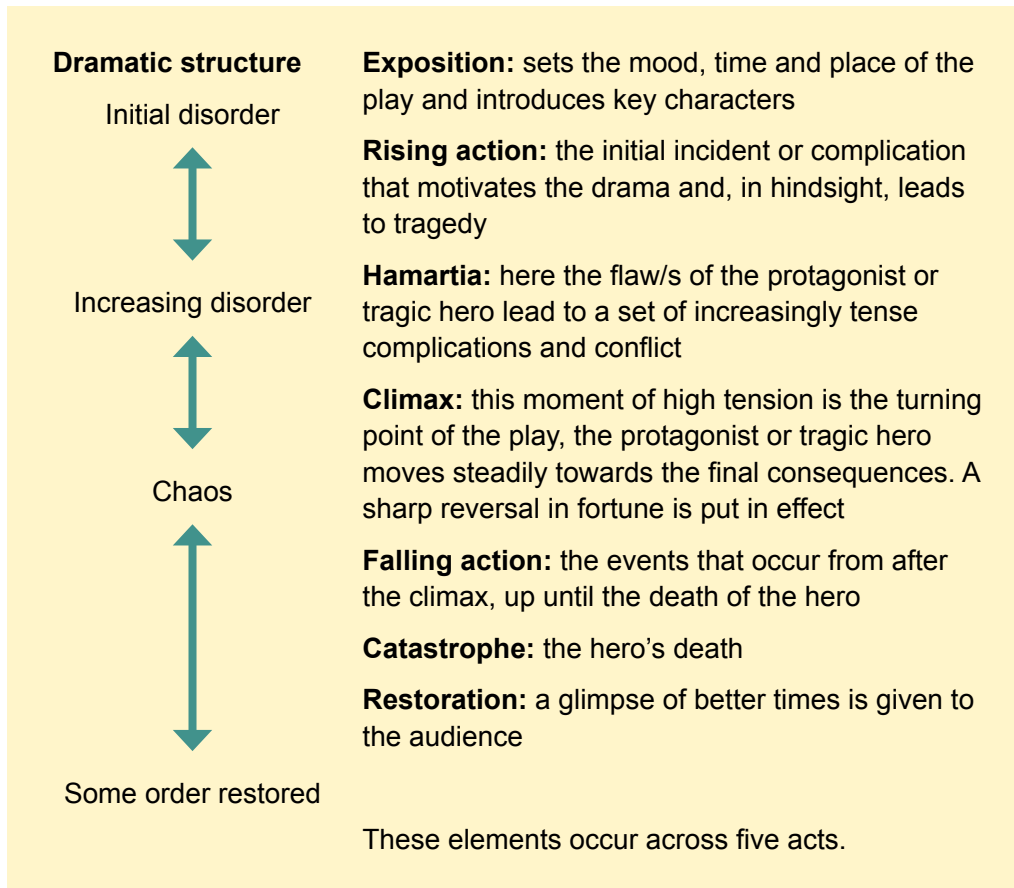 Dramatic structure
Initial disorder
Increasing disorder
Chaos
Some order restored
Exposition: sets the mood, time and place of the
play and introduces key characters
Rising action: the initial incident or complication
that motivates the drama and, in hindsight, leads
to tragedy
Hamartia: here the flaw/s of the protagonist or
tragic hero lead to a set of increasingly tense
complications and conflict
Climax: this moment of high tension is the turning
point of the play, the protagonist or tragic hero
moves steadily towards the final consequences. A
sharp reversal in fortune is put in effect
Falling action: the events that occur from after
the climax, up until the death of the hero
Catastrophe: the hero’s death
Restoration: a glimpse of better times is given to
the audience
These elements occur across five acts.